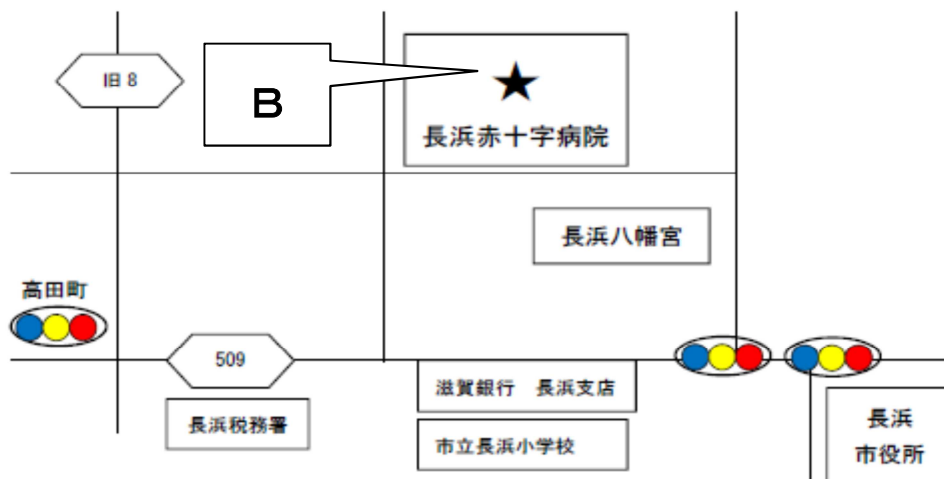 旧 8
B
★
長浜赤十字病院
長浜八幡宮
高田町
509
滋賀銀行　長浜支店
長浜税務署
市立長浜小学校
長浜
市役所